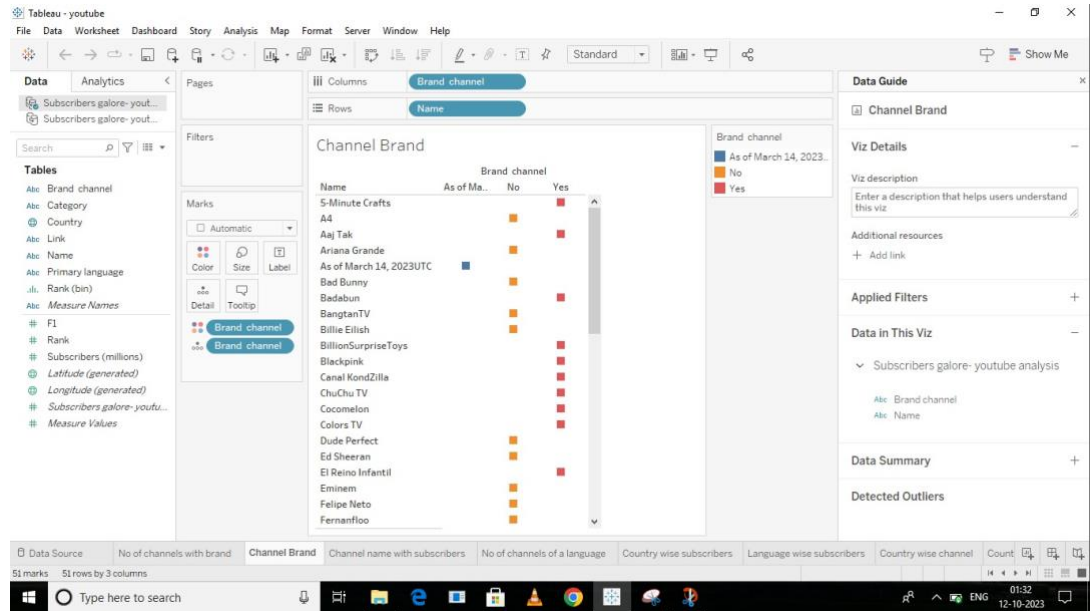 Tableau - youtube
File Data Worksheet Dashboard Story Analysis Map Format Server Window Help
Standard
Show Me
Data Analytics
Subscribers galore- yout...
Subscribers galore- yout...
Search
Tables
Abc Brand channel
Abc Category
Country
Abc Link
Abc Name
Abc Primary language
Rank (bin)
Abc Measure Names
# F1
# Rank
# Subscribers (millions)
Latitude (generated)
Longitude (generated)
# Subscribers galore- youtu...
# Measure Values
Pages
Filters
Marks
Automatic
Color Size Label
Detail Tooltip
Brand channel
Brand channel
Columns Brand channel
Rows Name
Channel Brand
Brand channel
Name As of Ma.. No Yes
5-Minute Crafts
A4
Aaj Tak
Ariana Grande
As of March 14, 2023UTC
Bad Bunny
Badabun
BangtanTV
Billie Eilish
BillionSurpriseToys
Blackpink
Canal KondZilla
ChuChu TV
Cocomelon
Colors TV
Dude Perfect
Ed Sheeran
El Reino Infantil
Eminem
Felipe Neto
Fernanfloo
Brand channel
As of March 14, 2023..
No
Yes
Data Guide
Channel Brand
Viz Details
Viz description
Enter a description that helps users understand
this viz
Additional resources
+ Add link
Applied Filters
Data in This Viz
Subscribers galore- youtube analysis
Abc Brand channel
Abc Name
Data Summary
Detected Outliers
Data Source No of channels with brand Channel Brand Channel name with subscribers No of channels of a language Country wise subscribers Language wise subscribers Country wise channel Count
51 marks 51 rows by 3 columns
Type here to search
ENG
01:32
12-10-2023